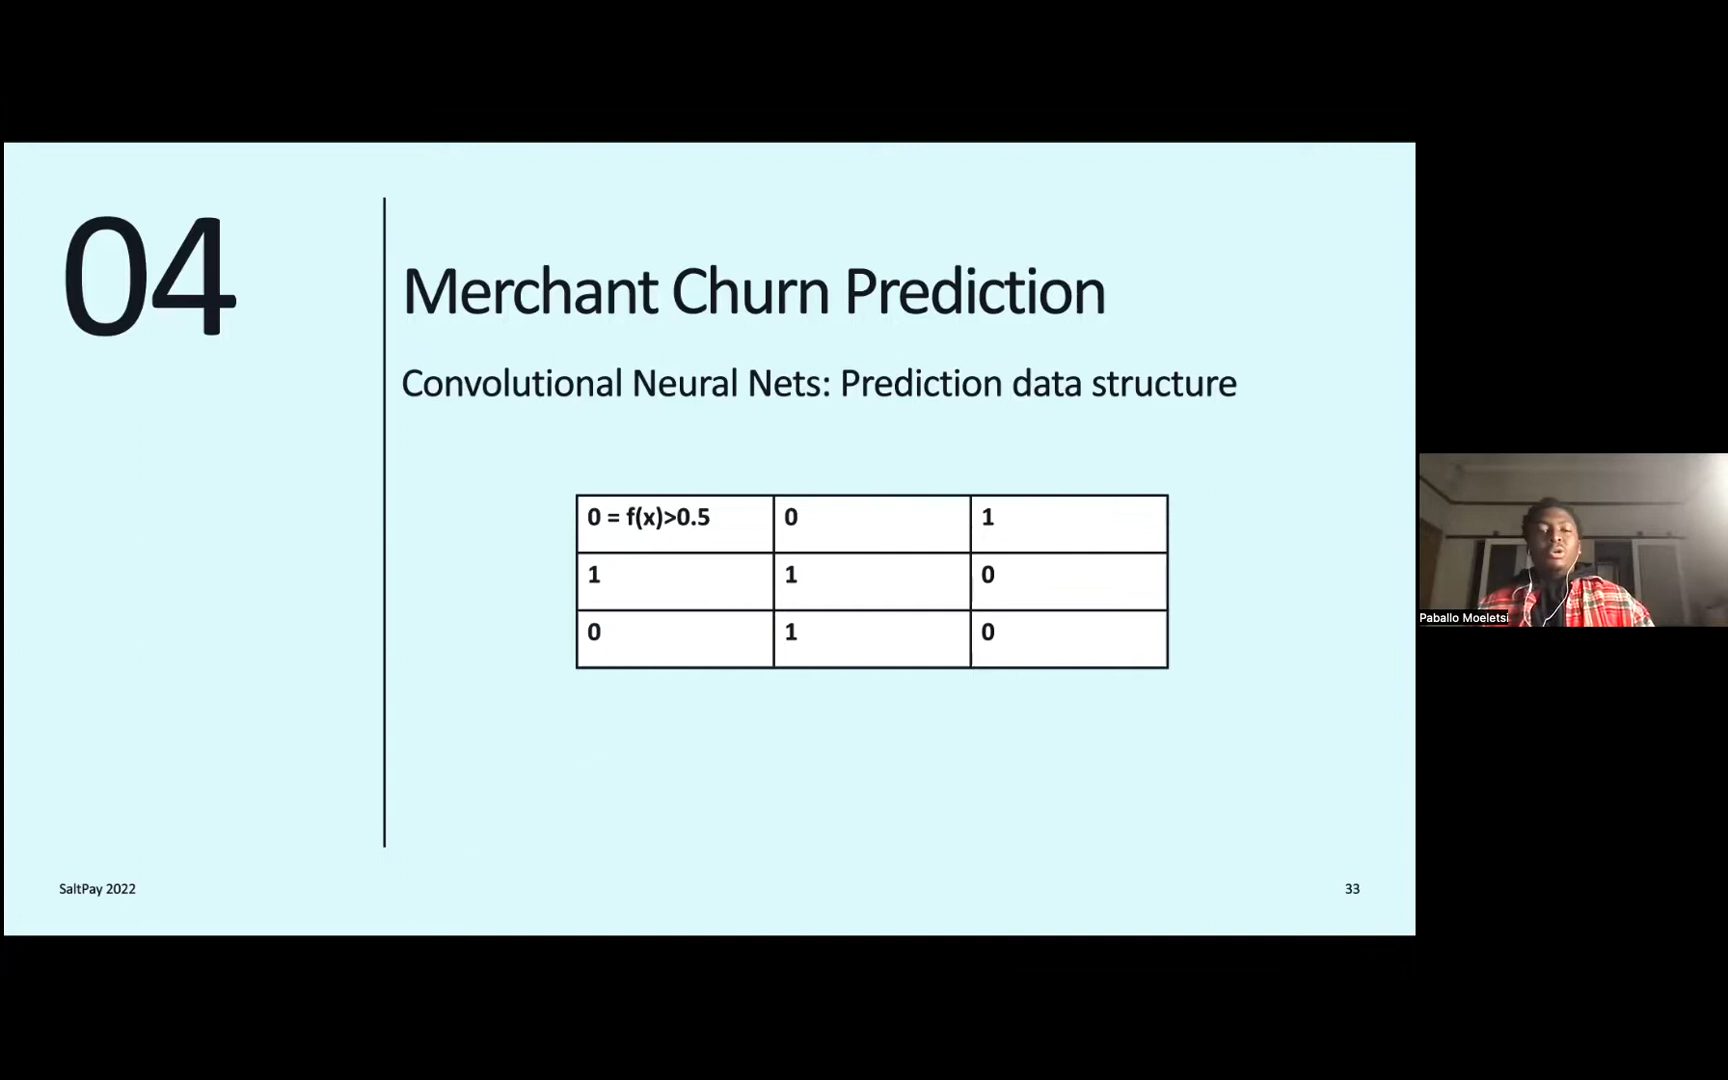 04
Merchant Churn Prediction
Convolutional Neural Nets: Prediction data structure
0 = f(x)>0.5 0 1
1 1 0
0 1 0
Paballo Moeletsi
SaltPay 2022
33